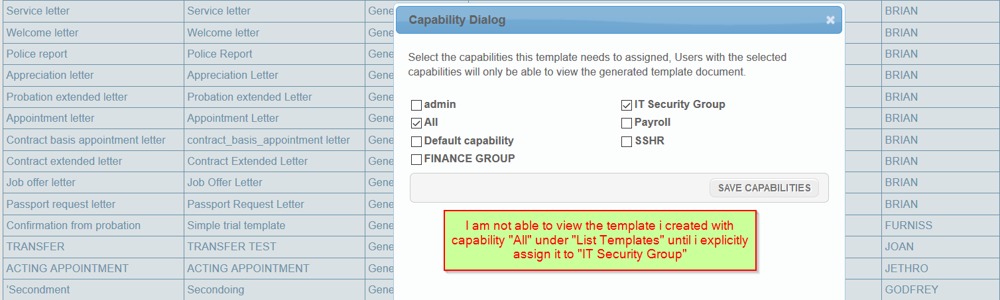 Service letter Service letter Gene BRIAN
Capability Dialog
Welcome letter Welcome letter Gene BRIAN
Police report Police Report Gene BRIAN
Select the capabilities this template needs to assigned, Users with the selected
capabilities will only be able to view the generated template document.
Appreciation letter Appreciation Letter Gene BRIAN
Probation extended letter Probation extended Letter Gene BRIAN
admin IT Security Group
Appointment letter Appointment Letter Gene BRIAN
All Payroll
Contract basis appointment letter contract_basis_appointment letter Gene BRIAN
Default capability SSHR
Contract extended letter Contract Extended Letter Gene BRIAN
FINANCE GROUP
Job offer letter Job Offer Letter Gene BRIAN
SAVE CAPABILITIES
Passport request letter Passport Request Letter Gene BRIAN
Confirmation from probation Simple trial template Gene FURNISS
I am not able to view the template i created with
capability "All" under "List Templates" until i explicitly
assign it to "IT Security Group"
TRANSFER TRANSFER TEST Gene JOAN
ACTING APPOINTMENT ACTING APPOINTMENT Gene JETHRO
'Secondment Secondoing Gene GODFREY